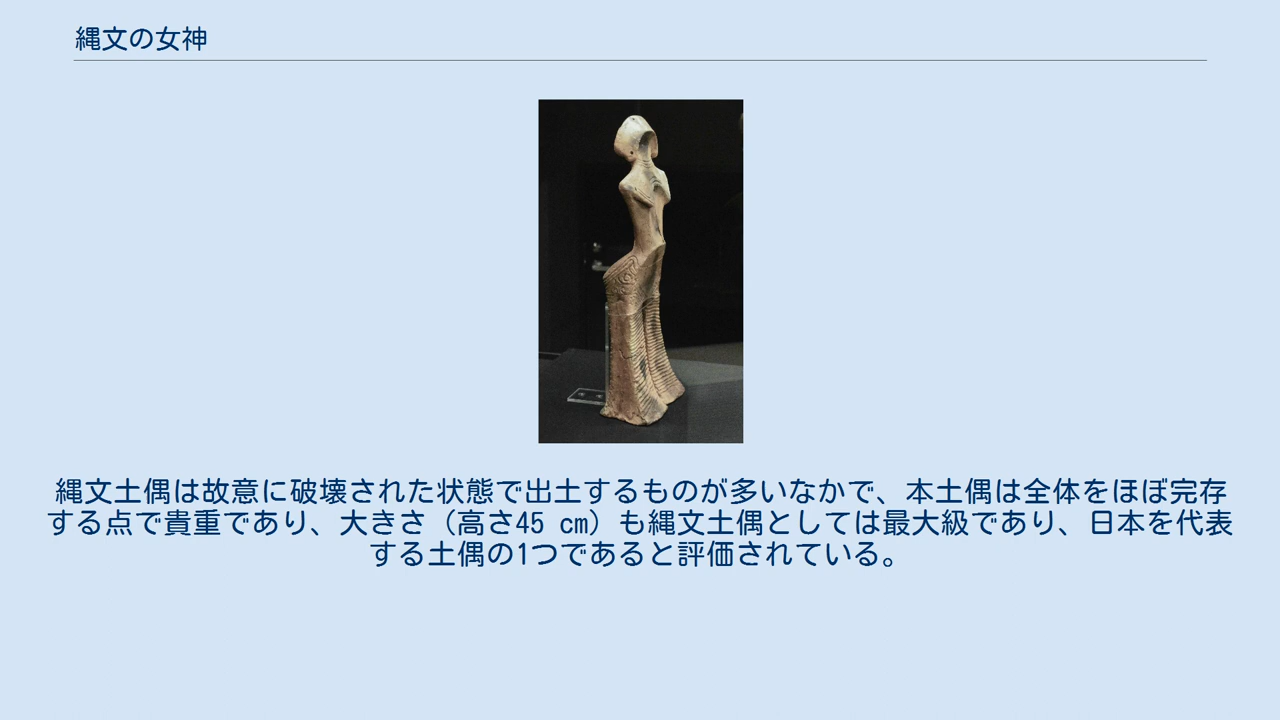 縄文の女神
縄文土偶は故意に破壊された状態で出土するものが多いなかで、本土偶は全体をほぼ完存
する点で貴重であり、大きさ（高さ45 cm）も縄文土偶としては最大級であり、日本を代表
する土偶の1つであると評価されている。